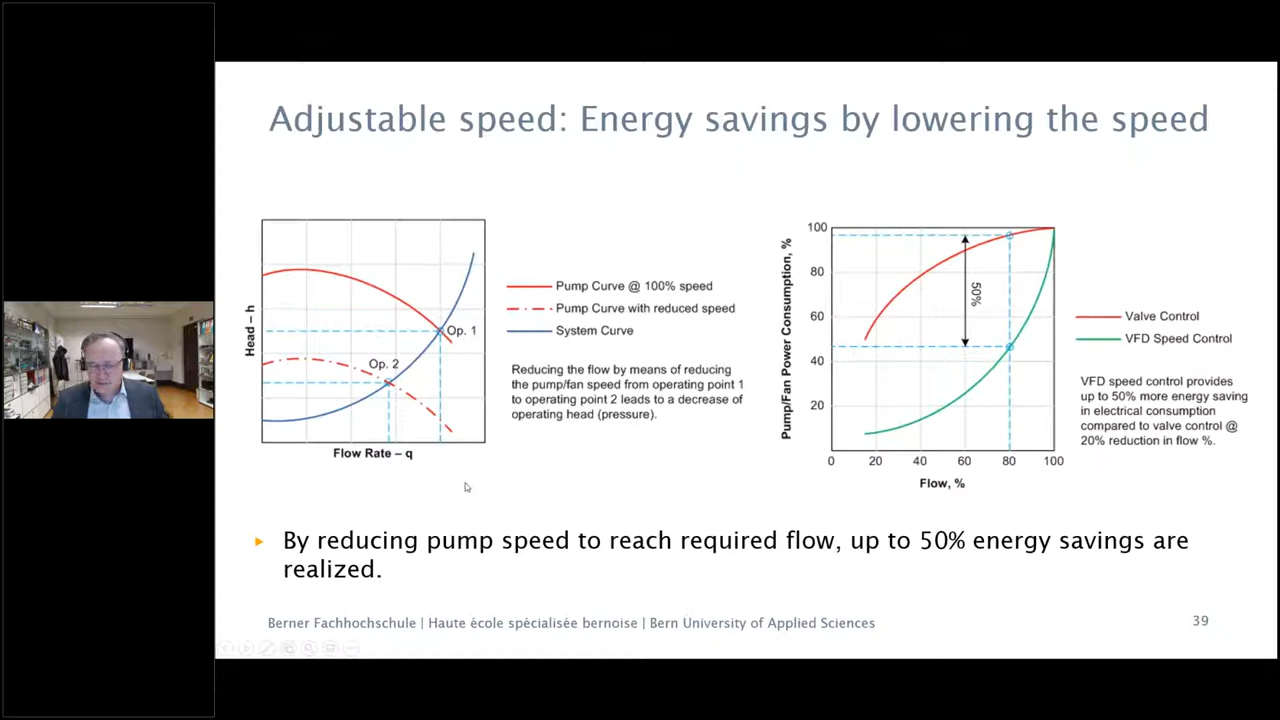 Adjustable speed: Energy savings by lowering the speed
Head – h
Op. 1
Op. 2
Flow Rate – q
Pump Curve @ 100% speed
Pump Curve with reduced speed
System Curve
Reducing the flow by means of reducing
the pump/fan speed from operating point 1
to operating point 2 leads to a decrease of
operating head (pressure).
Pump/Fan Power Consumption, %
100
80
60
40
20
50%
0 20 40 60 80 100
Flow, %
Valve Control
VFD Speed Control
VFD speed control provides
up to 50% more energy saving
in electrical consumption
compared to valve control @
20% reduction in flow %.
By reducing pump speed to reach required flow, up to 50% energy savings are
realized.
Berner Fachhochschule | Haute école spécialisée bernoise | Bern University of Applied Sciences
39